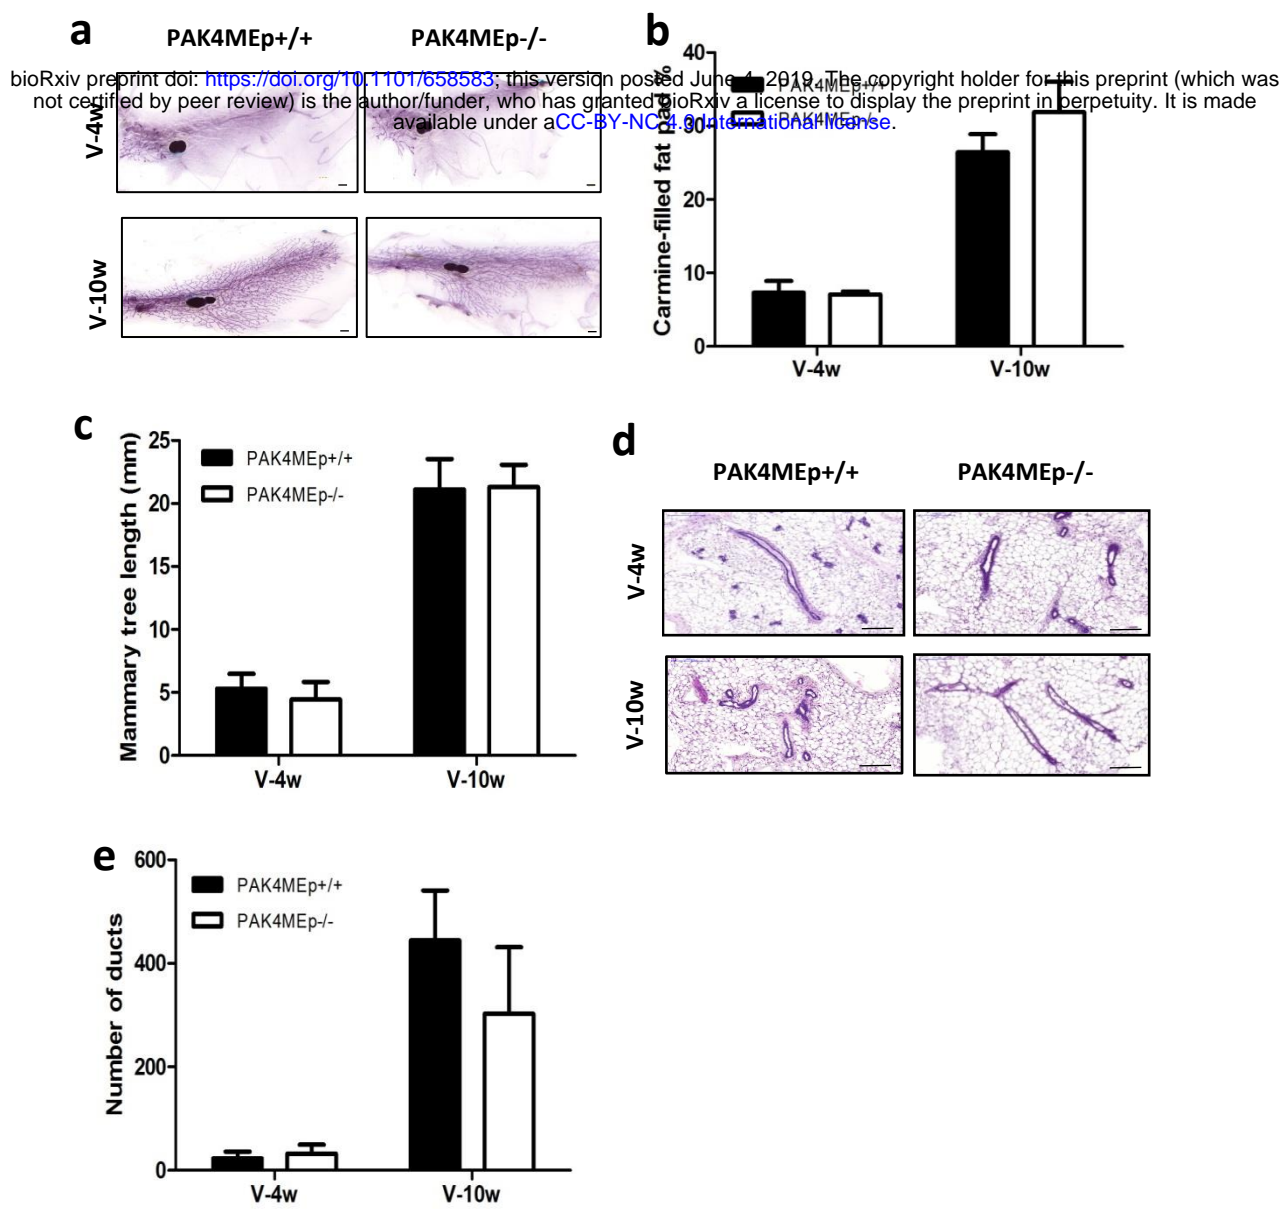 a
PAK4MEp+/+
PAK4MEp-/-
b
bioRxiv preprint doi: https://doi.org/10.1101/658583; this version posted June 4, 2019. The copyright holder for this preprint (which was
not certified by peer review) is the author/funder, who has granted bioRxiv a license to display the preprint in perpetuity. It is made
available under aCC-BY-NC 4.0 International license.
V-4w
V-10w
Carmine-filled fat pad %
40
30
20
10
0
PAK4MEp+/+
PAK4MEp-/-
V-4w
V-10w
c
Mammary tree length (mm)
25
20
15
10
5
0
PAK4MEp+/+
PAK4MEp-/-
V-4w
V-10w
d
PAK4MEp+/+
PAK4MEp-/-
V-4w
V-10w
e
Number of ducts
600
400
200
0
PAK4MEp+/+
PAK4MEp-/-
V-4w
V-10w